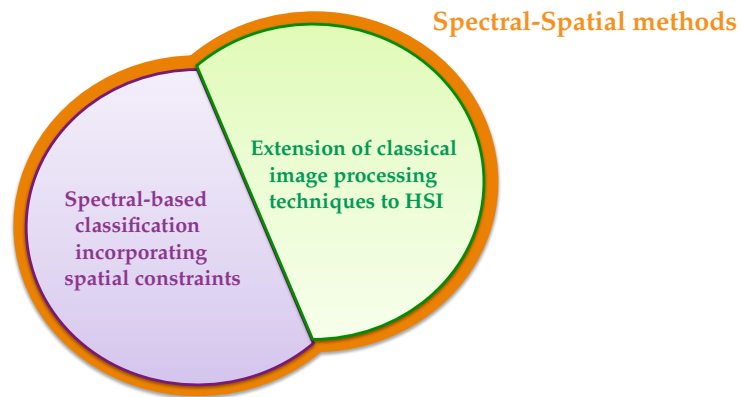 Spectral-Spatial methods
Extension of classical
image processing
techniques to HSI
Spectral-based
classification
incorporating
spatial constraints